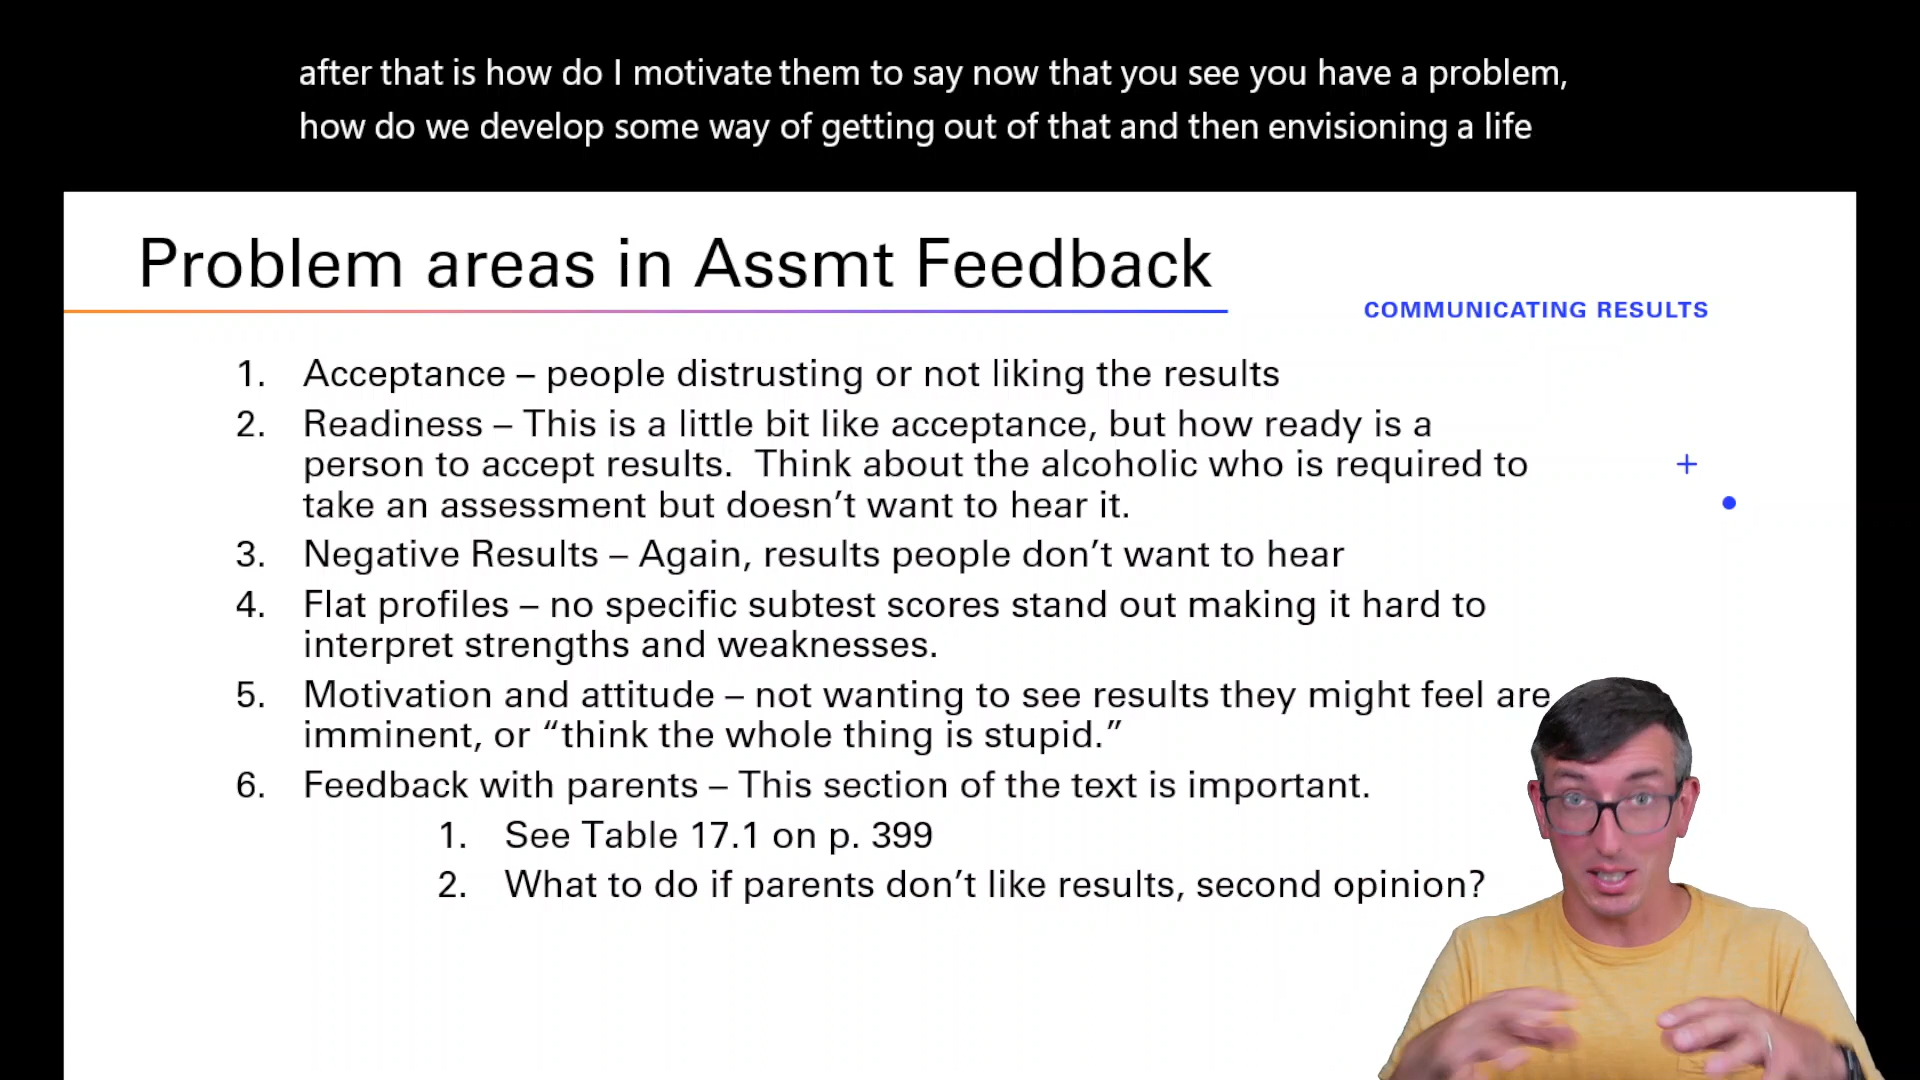 after that is how do I motivate them to say now that you see you have a problem,
how do we develop some way of getting out of that and then envisioning a life
Problem areas in Assmt Feedback
COMMUNICATING RESULTS
1. Acceptance – people distrusting or not liking the results
2. Readiness – This is a little bit like acceptance, but how ready is a
person to accept results.  Think about the alcoholic who is required to
take an assessment but doesn’t want to hear it.
3. Negative Results – Again, results people don’t want to hear
4. Flat profiles – no specific subtest scores stand out making it hard to
interpret strengths and weaknesses.
5. Motivation and attitude – not wanting to see results they might feel are
imminent, or “think the whole thing is stupid.”
6. Feedback with parents – This section of the text is important.
1. See Table 17.1 on p. 399
2. What to do if parents don’t like results, second opinion?